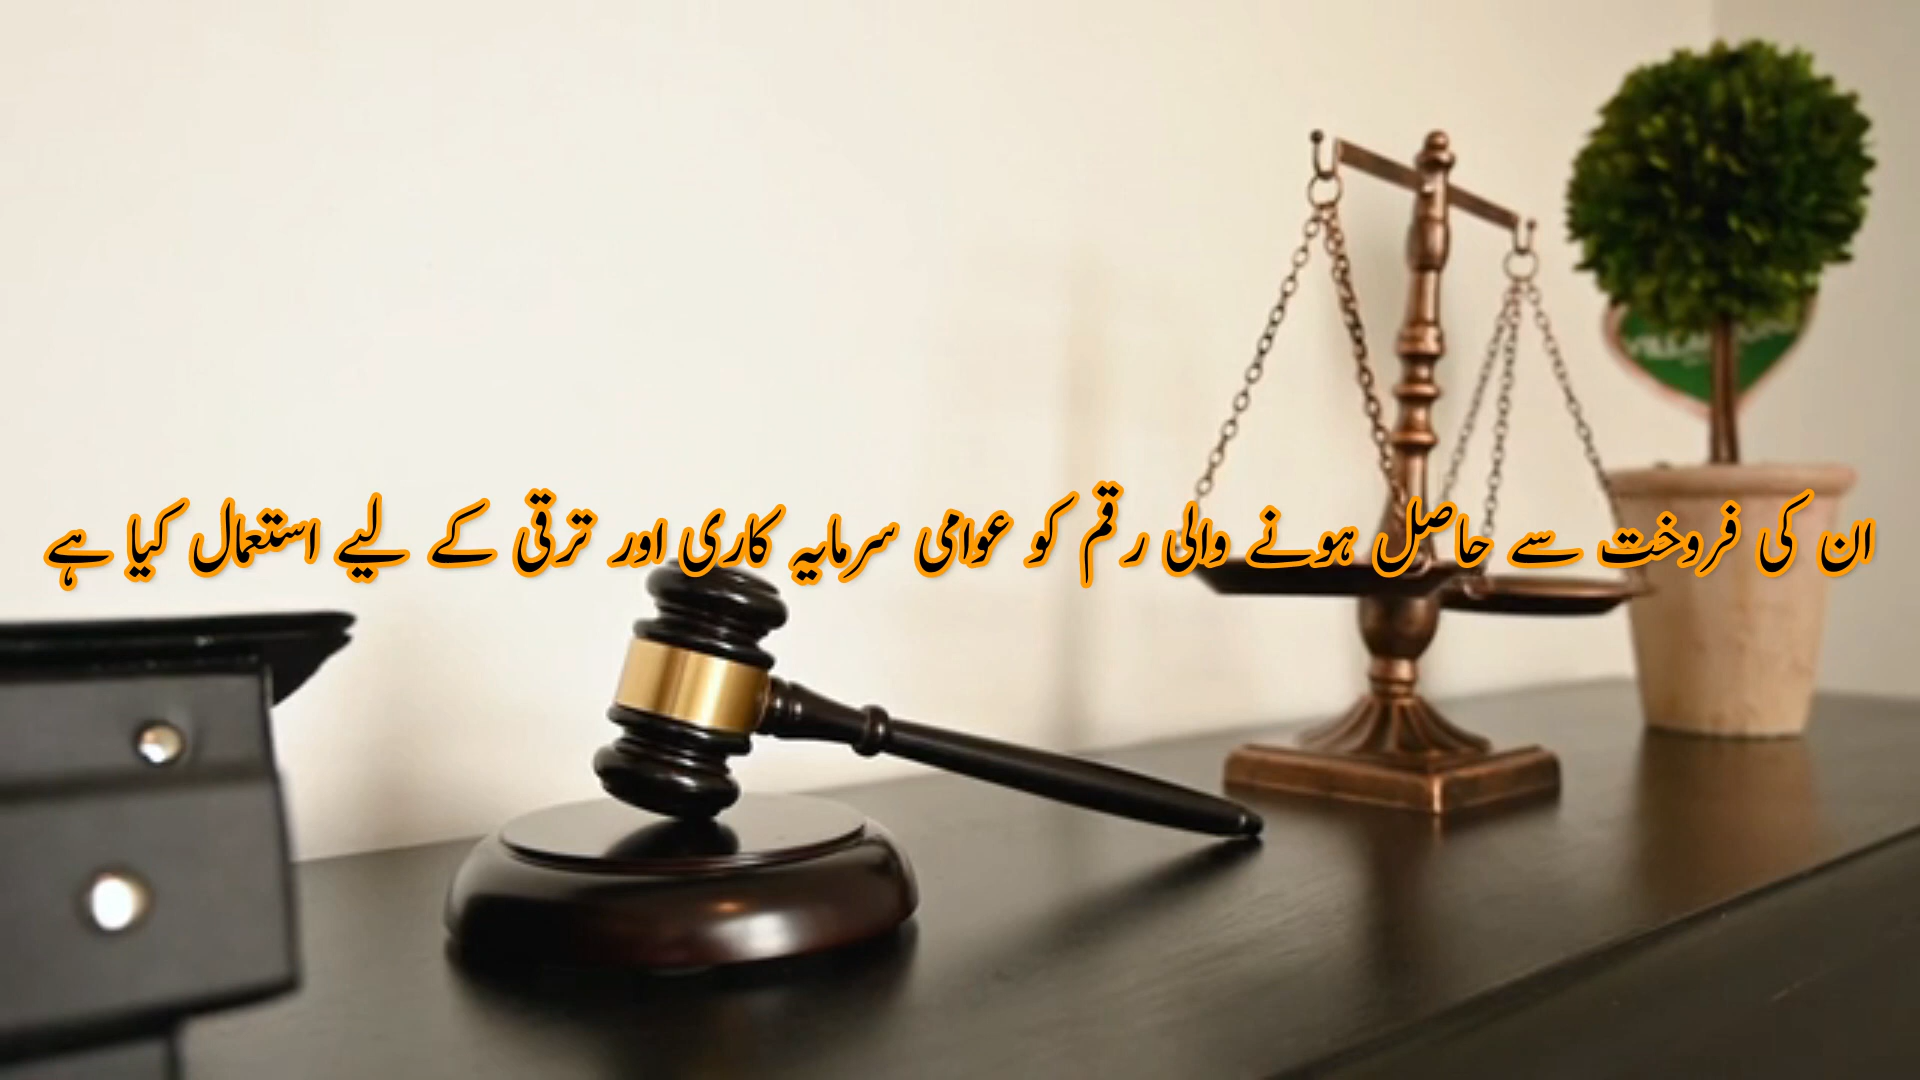 ان کی فروخت سے حاصل ہونے والی رقم کو عوامی سرمایہ کاری اور ترقی کے لیے استعمال کیا ہے